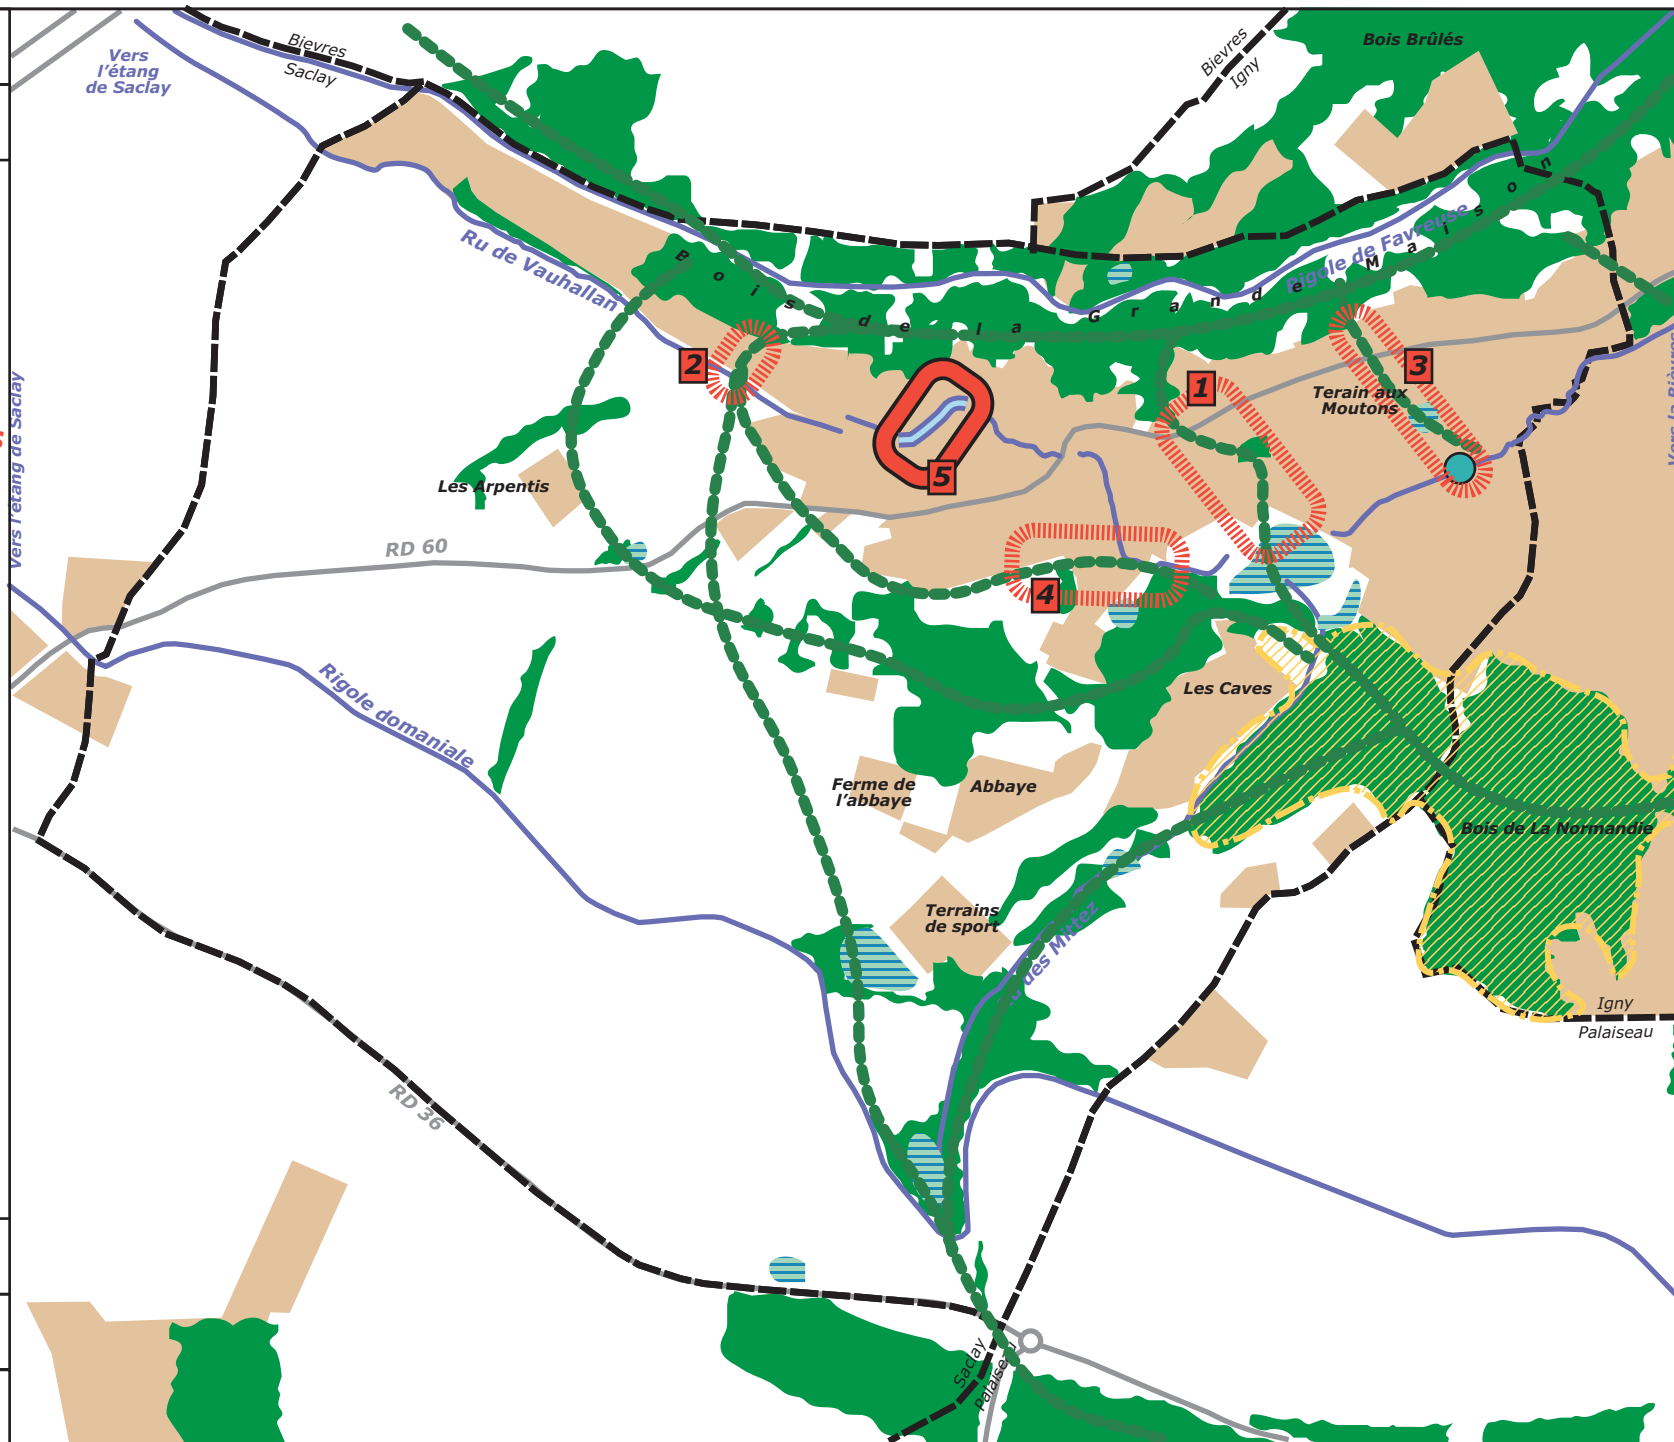 Bievres
Saclay
Vers
l’étang
de Saclay
Bievres
Igny
Bois Brûlés
Ru de Vauhallan
Bois de la Grande Maison
Rigole de Favreuse
2
1
3
Terain aux
Moutons
5
Les Arpentis
Vers l’étang de Saclay
RD 60
4
Les Caves
Rigole domaniale
Ferme de
l’abbaye
Abbaye
Bois de La Normandie
Terrains
de sport
Ru des Mittez
Igny
Palaiseau
RD 36
Saclay
Palaiseau